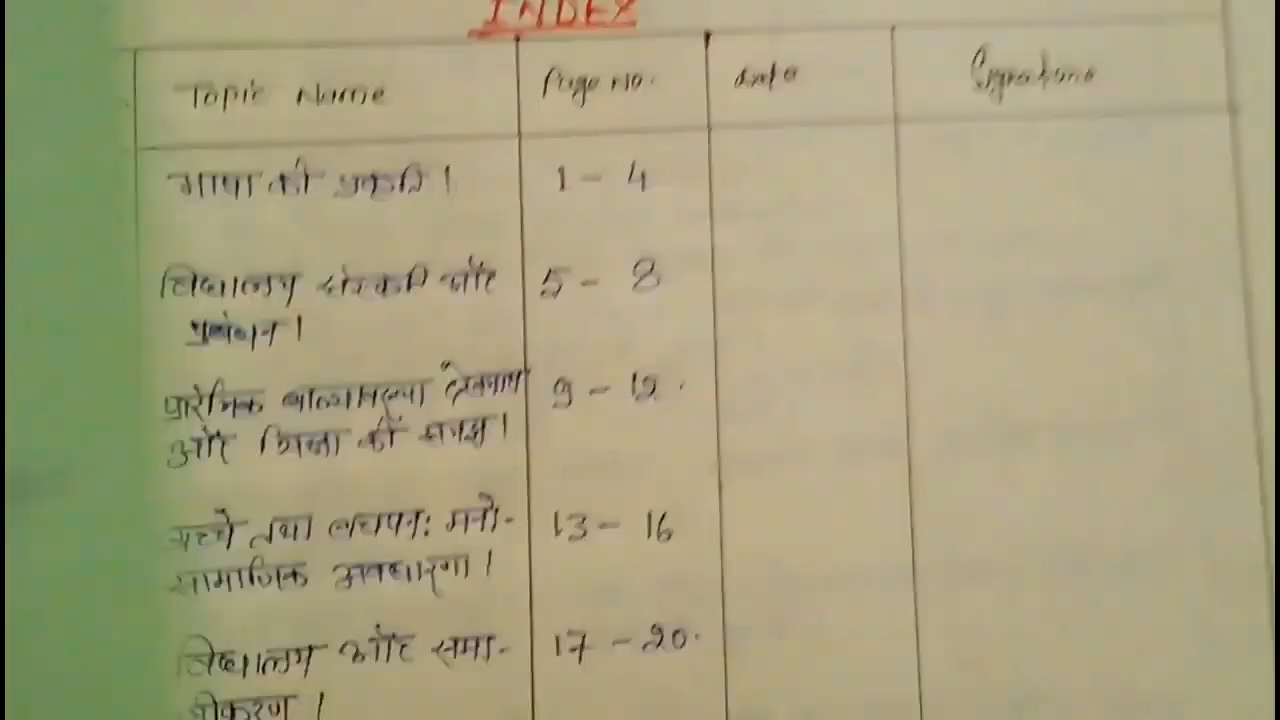 INDEX
Topic Name Page No. date Signature
भाषा की प्रकृति। 1 - 4
विद्यालय संस्कृति और 5 - 8
प्रबंधन।
प्रारंभिक बाल्यावस्था देखभाल 9 - 12.
और शिक्षा की समझ।
बच्चे तथा बचपन: मनो- 13 - 16
सामाजिक अवधारणा।
विद्यालय और समा- 17 - 20.
जीकरण।